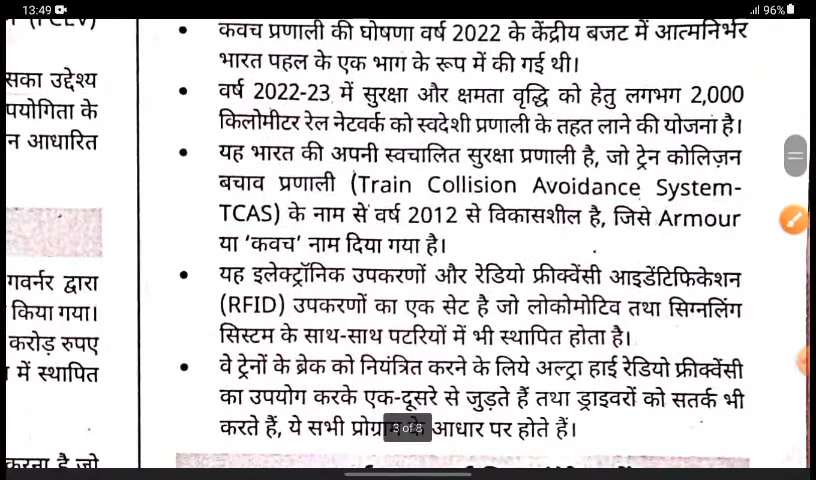 13:49
96%
सका उद्देश्य
पयोगिता के
न आधारित
गवर्नर द्वारा
किया गया।
करोड़ रुपए
में स्थापित
करना है जो
• कवच प्रणाली की घोषणा वर्ष 2022 के केंद्रीय बजट में आत्मनिर्भर
भारत पहल के एक भाग के रूप में की गई थी।
• वर्ष 2022-23 में सुरक्षा और क्षमता वृद्धि को हेतु लगभग 2,000
किलोमीटर रेल नेटवर्क को स्वदेशी प्रणाली के तहत लाने की योजना है।
• यह भारत की अपनी स्वचालित सुरक्षा प्रणाली है, जो ट्रेन कोलिज़न
बचाव प्रणाली (Train Collision Avoidance System-
TCAS) के नाम से वर्ष 2012 से विकासशील है, जिसे Armour
या ‘कवच’ नाम दिया गया है।
• यह इलेक्ट्रॉनिक उपकरणों और रेडियो फ्रीक्वेंसी आइडेंटिफिकेशन
(RFID) उपकरणों का एक सेट है जो लोकोमोटिव तथा सिग्नलिंग
सिस्टम के साथ-साथ पटरियों में भी स्थापित होता है।
• वे ट्रेनों के ब्रेक को नियंत्रित करने के लिये अल्ट्रा हाई रेडियो फ्रीक्वेंसी
का उपयोग करके एक-दूसरे से जुड़ते हैं तथा ड्राइवरों को सतर्क भी
करते हैं, ये सभी प्रोग्राम के आधार पर होते हैं।
3 of 8